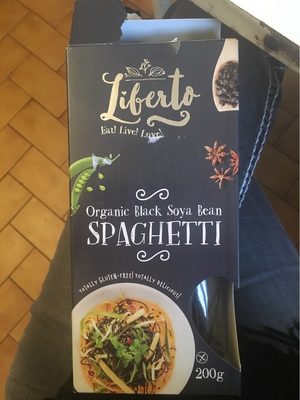 Liberto
Eat! Live! Love!
Organic Black Soya Bean
SPAGHETTI
TOTALLY GLUTEN-FREE! TOTALLY DELICIOUS!
200g